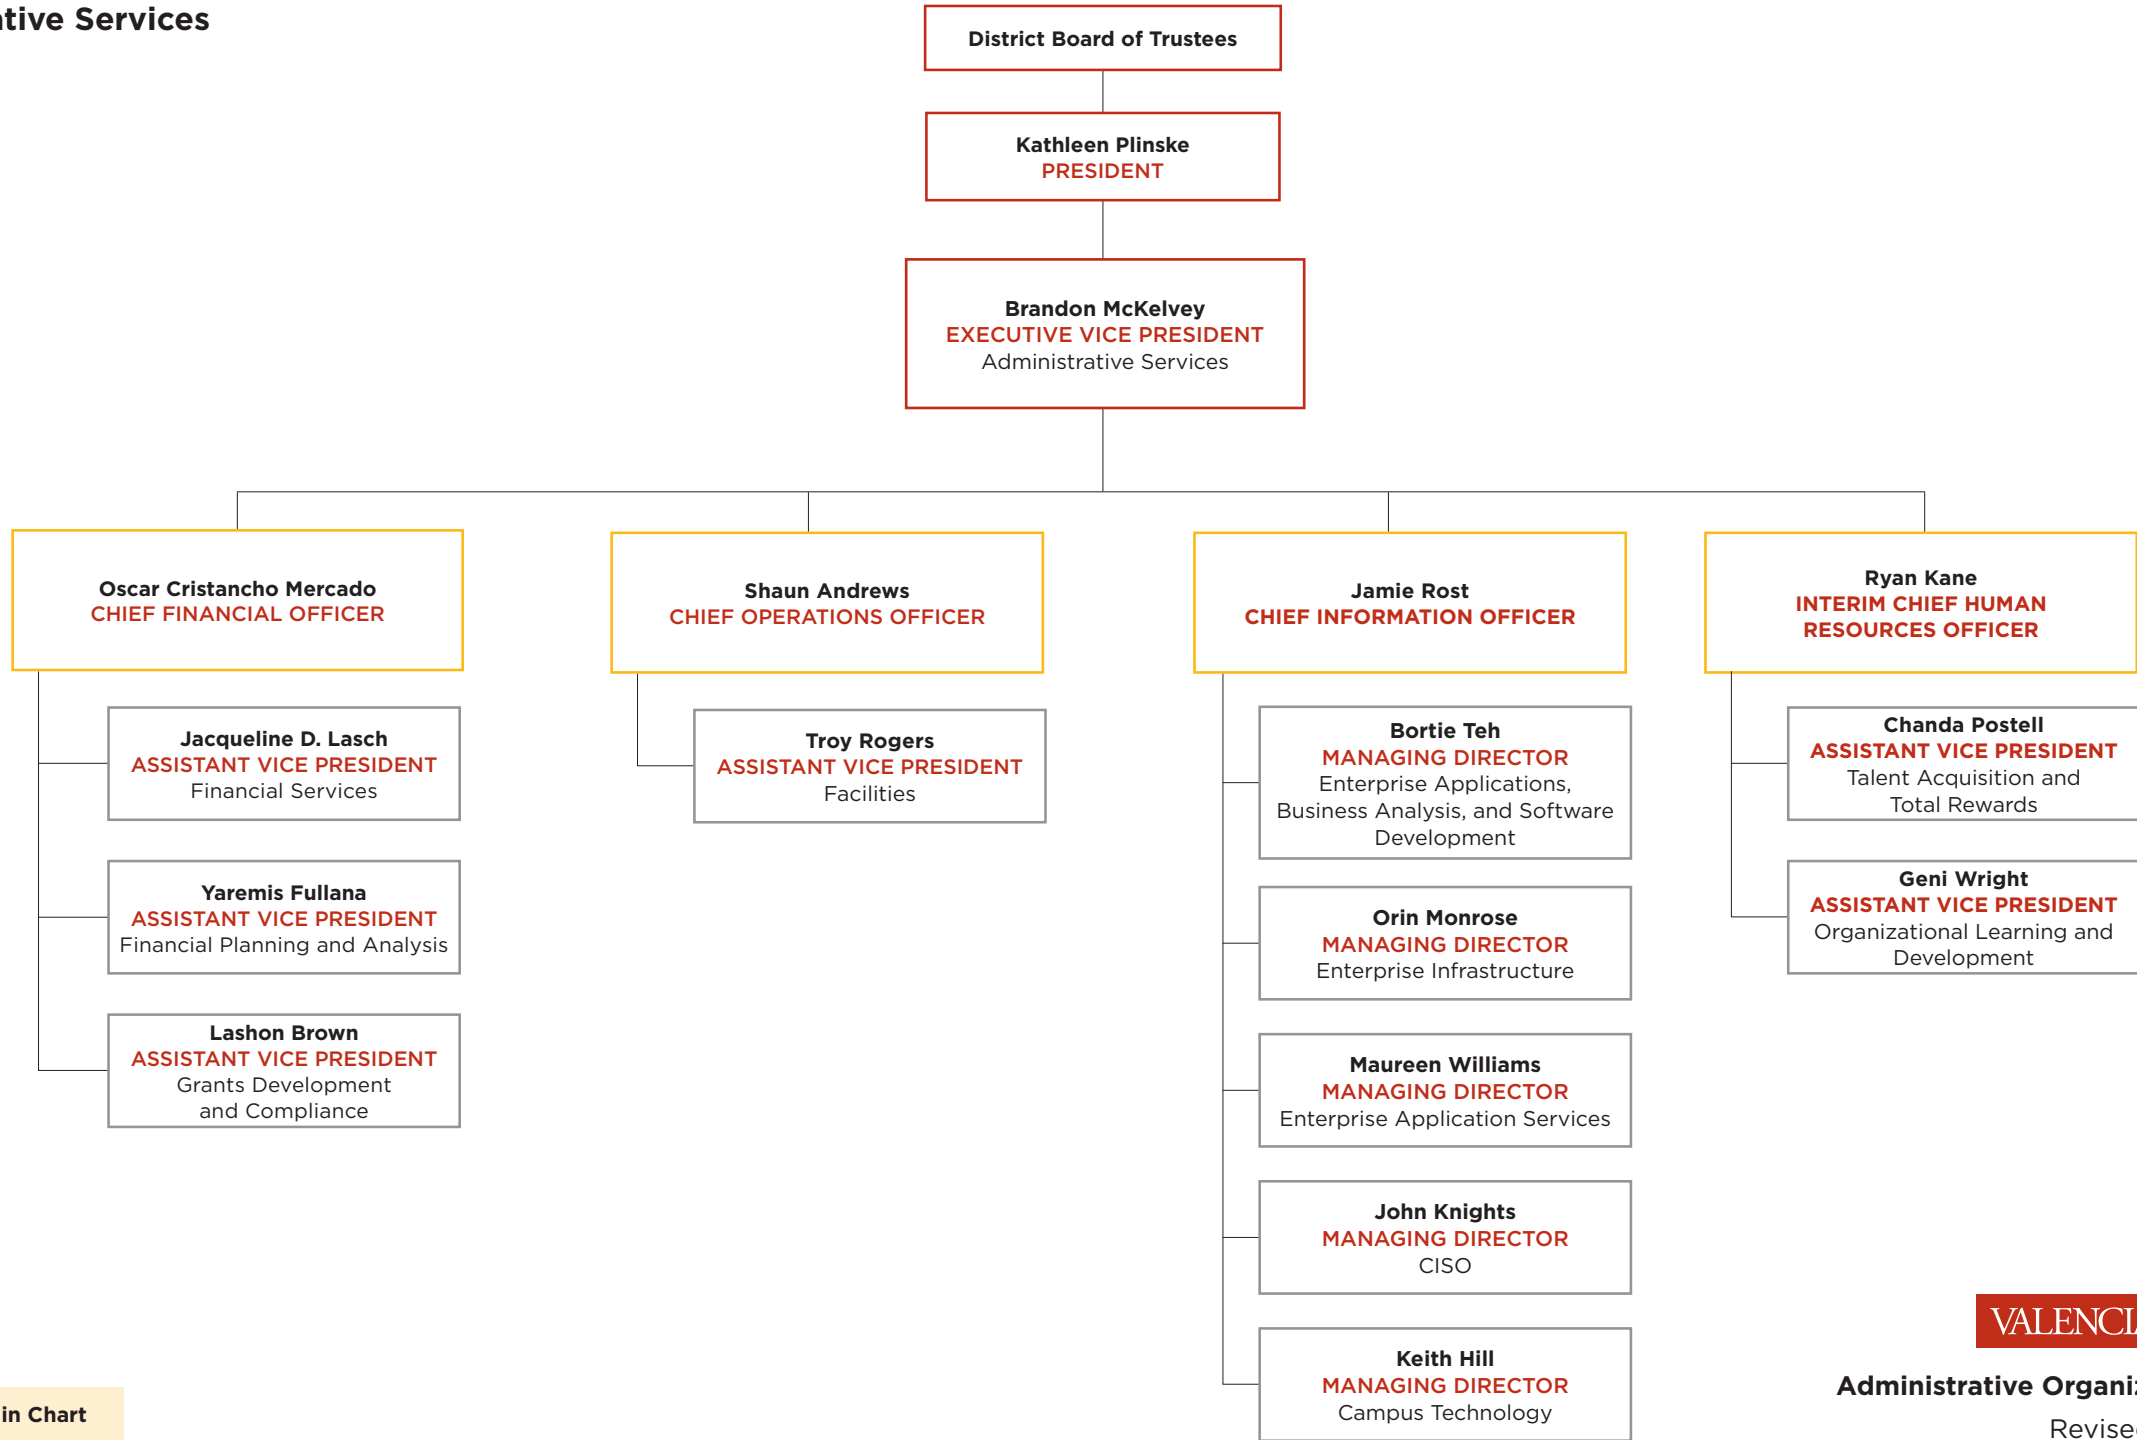 Services
District Board of Trustees
Kathleen Plinske
PRESIDENT
Brandon McKelvey
EXECUTIVE VICE PRESIDENT
Administrative Services
Oscar Cristancho Mercado
CHIEF FINANCIAL OFFICER
Jacqueline D. Lasch
ASSISTANT VICE PRESIDENT
Financial Services
Yaremis Fullana
ASSISTANT VICE PRESIDENT
Financial Planning and Analysis
Lashon Brown
ASSISTANT VICE PRESIDENT
Grants Development
and Compliance
Shaun Andrews
CHIEF OPERATIONS OFFICER
Troy Rogers
ASSISTANT VICE PRESIDENT
Facilities
Jamie Rost
CHIEF INFORMATION OFFICER
Bortie Teh
MANAGING DIRECTOR
Enterprise Applications,
Business Analysis, and Software
Development
Orin Monrose
MANAGING DIRECTOR
Enterprise Infrastructure
Maureen Williams
MANAGING DIRECTOR
Enterprise Application Services
John Knights
MANAGING DIRECTOR
CISO
Keith Hill
MANAGING DIRECTOR
Campus Technology
Ryan Kane
INTERIM CHIEF HUMAN
RESOURCES OFFICER
Chanda Postell
ASSISTANT VICE PRESIDENT
Talent Acquisition and
Total Rewards
Geni Wright
ASSISTANT VICE PRESIDENT
Organizational Learning and
Development
in Chart
VALENCIA
Administrative
Revised